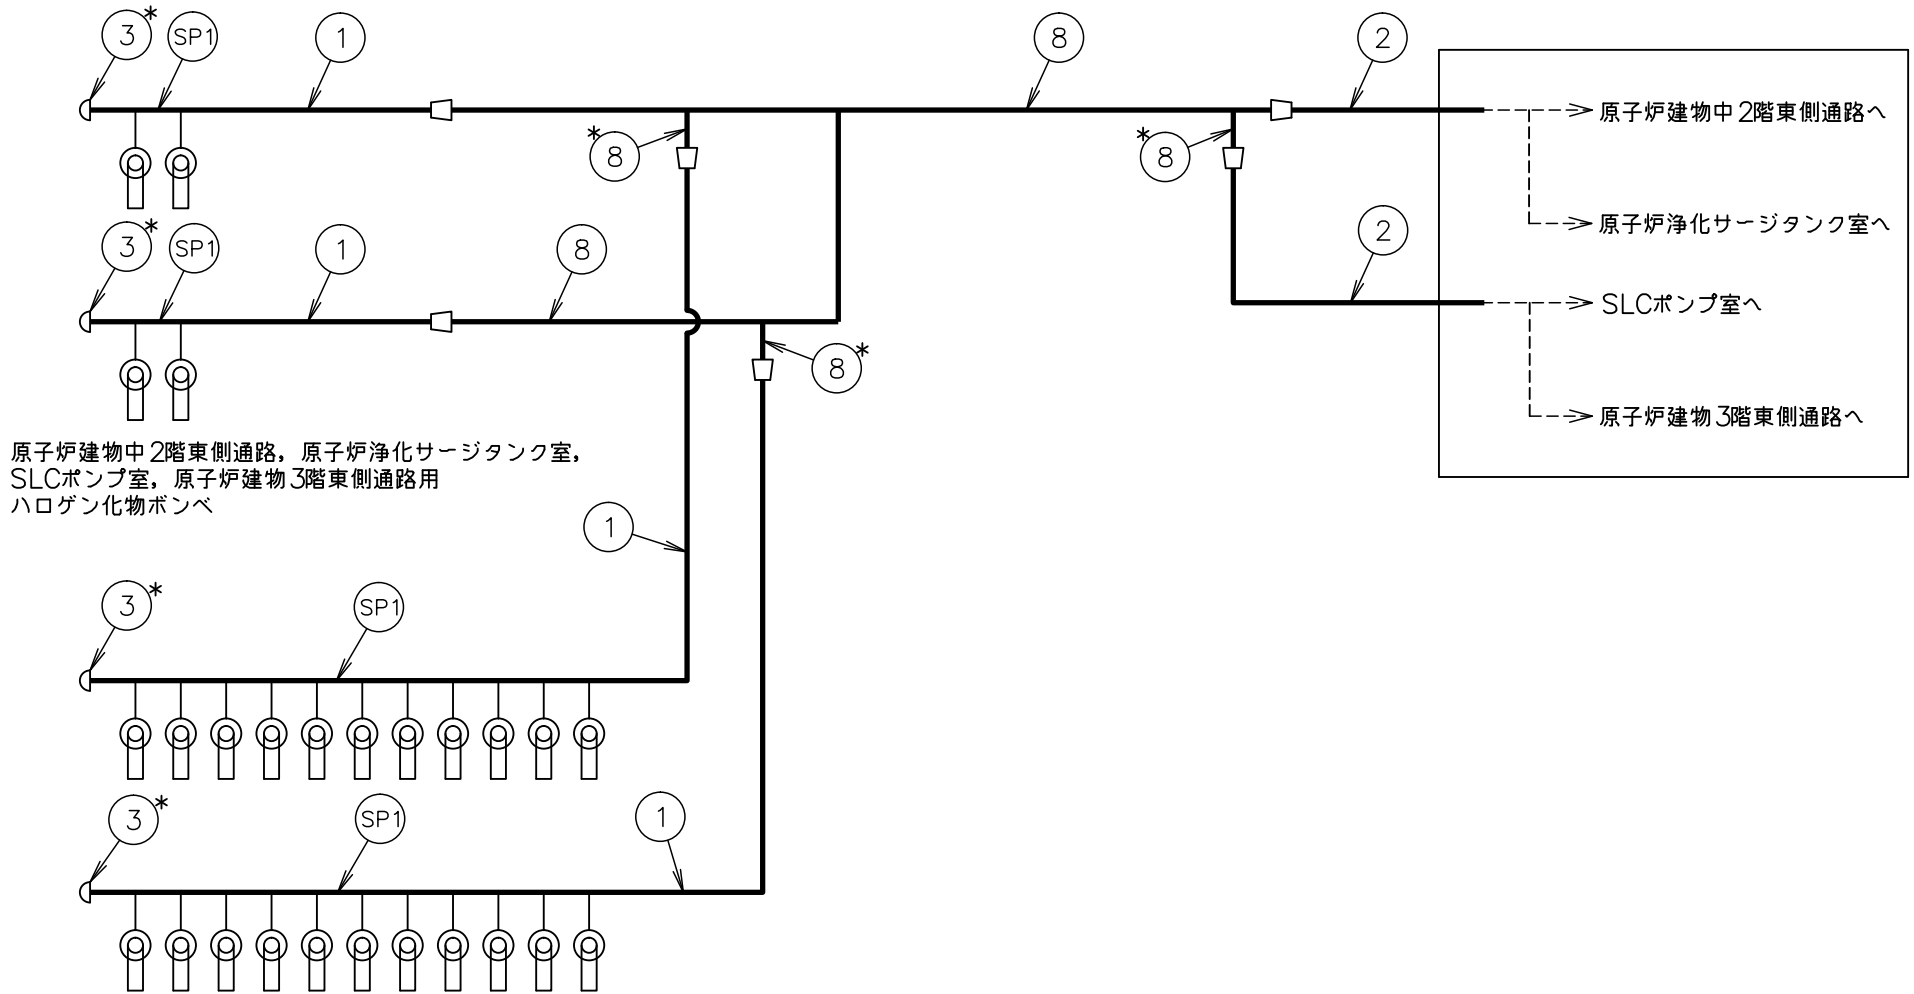 3*
SP1
1
8
2
原子炉建物中2階東側通路へ
*8
*8
原子炉浄化サージタンク室へ
3*
SP1
1
8
2
SLCポンプ室へ
8*
原子炉建物3階東側通路へ
原子炉建物中2階東側通路，原子炉浄化サージタンク室，
SLCポンプ室，原子炉建物3階東側通路用
ハロゲン化物ボンベ
1
3*
SP1
3*
SP1
1